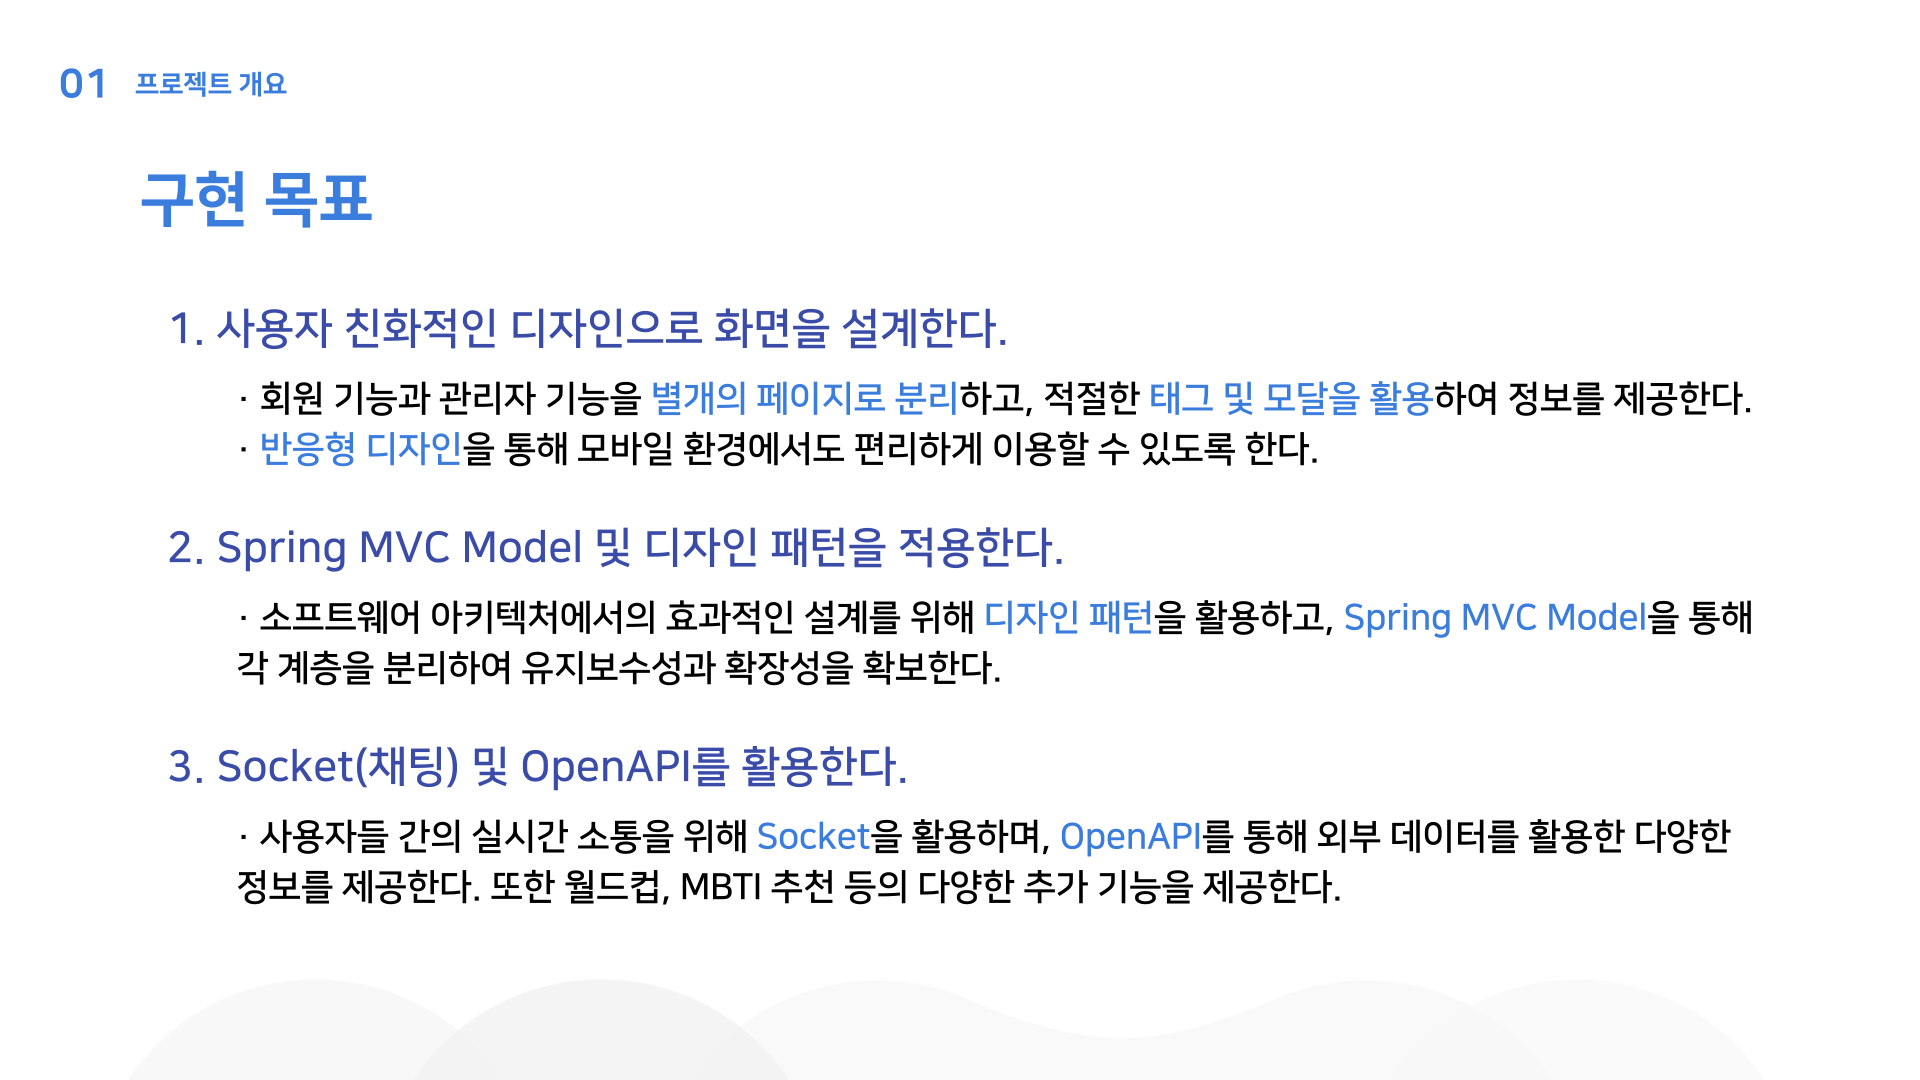 01 프로젝트 개요
구현 목표
1. 사용자 친화적인 디자인으로 화면을 설계한다.
· 회원 기능과 관리자 기능을 별개의 페이지로 분리하고, 적절한 태그 및 모달을 활용하여 정보를 제공한다.
· 반응형 디자인을 통해 모바일 환경에서도 편리하게 이용할 수 있도록 한다.
2. Spring MVC Model 및 디자인 패턴을 적용한다.
· 소프트웨어 아키텍처에서의 효과적인 설계를 위해 디자인 패턴을 활용하고, Spring MVC Model을 통해
각 계층을 분리하여 유지보수성과 확장성을 확보한다.
3. Socket(채팅) 및 OpenAPI를 활용한다.
· 사용자들 간의 실시간 소통을 위해 Socket을 활용하며, OpenAPI를 통해 외부 데이터를 활용한 다양한
정보를 제공한다. 또한 월드컵, MBTI 추천 등의 다양한 추가 기능을 제공한다.